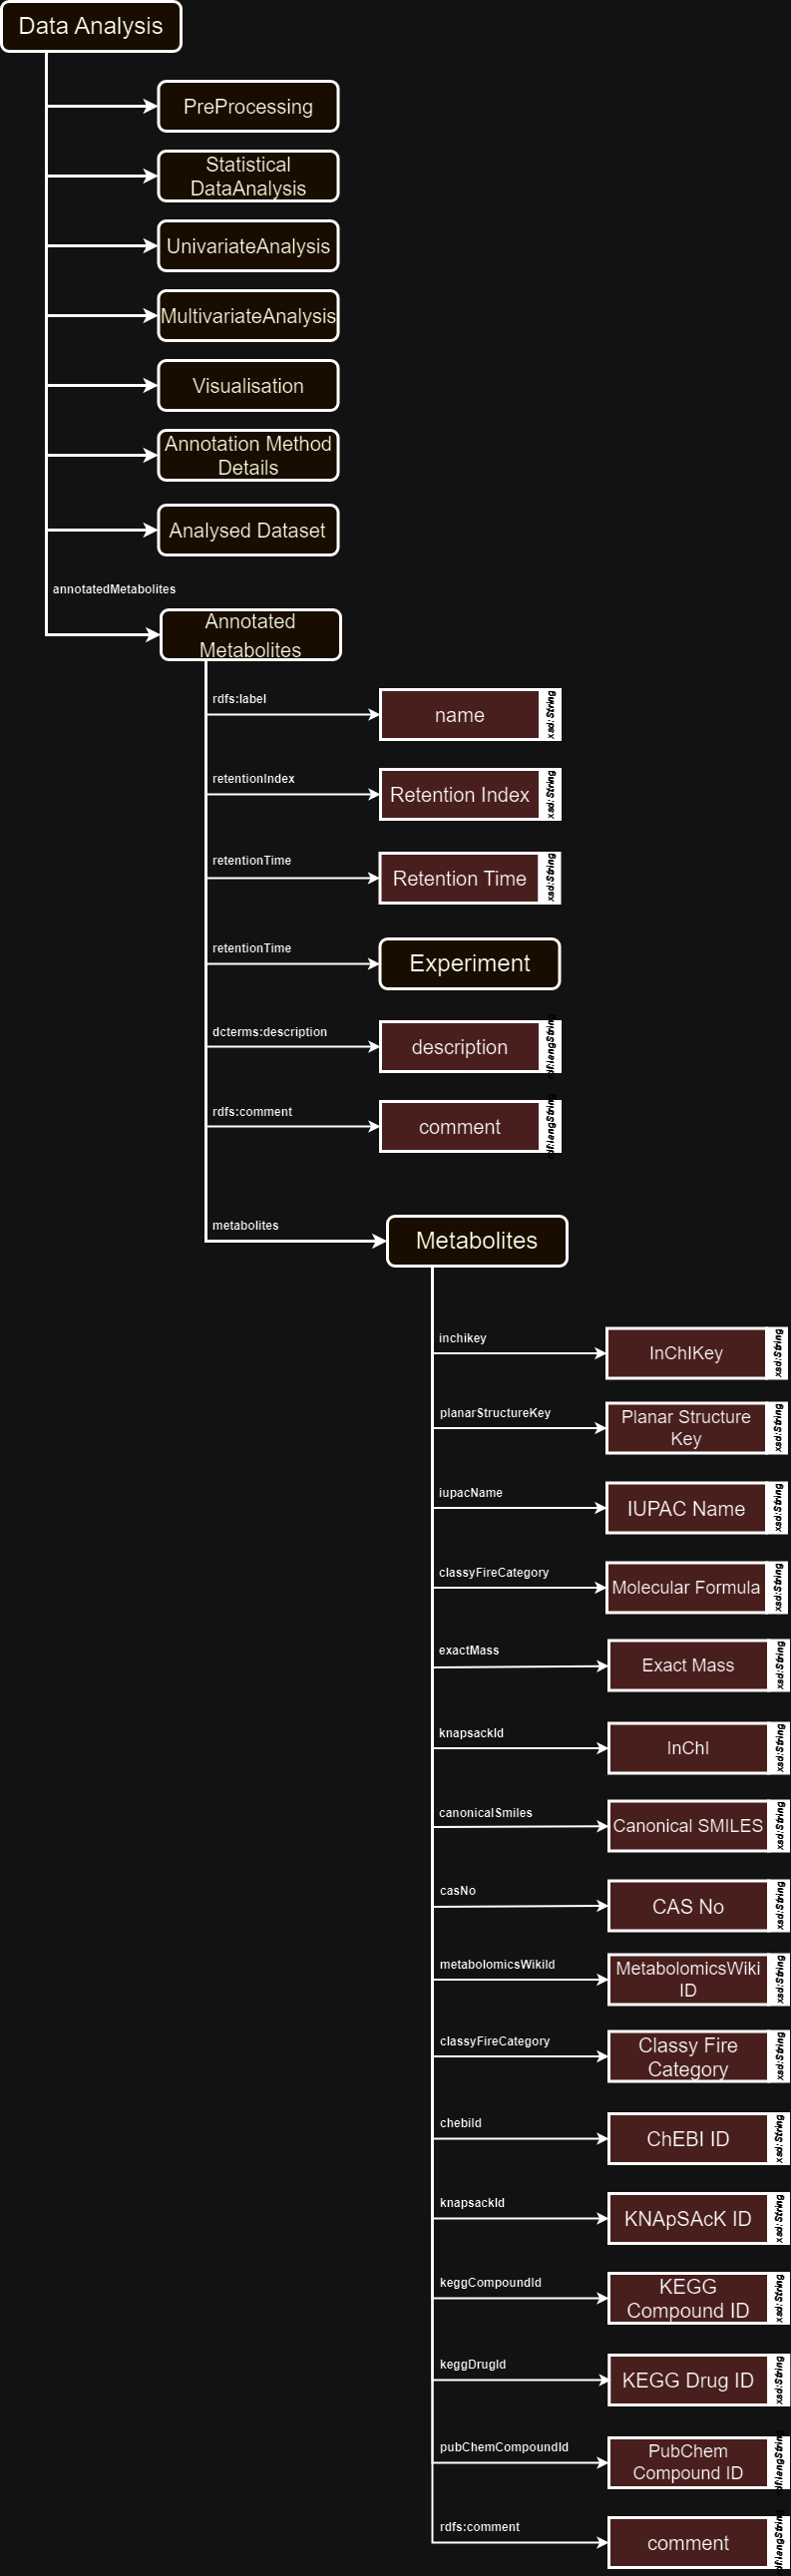 Data Analysis
PreProcessing
Statistical
DataAnalysis
UnivariateAnalysis
MultivariateAnalysis
Visualisation
Annotation Method
Details
Analysed Dataset
annotatedMetabolites
Annotated
Metabolites
rdfs:label
name
xsd:String
retentionIndex
Retention Index
xsd:String
retentionTime
Retention Time
xsd:String
retentionTime
Experiment
dcterms:description
description
rdf:langString
rdfs:comment
comment
rdf:langString
metabolites
Metabolites
inchikey
InChIKey
xsd:String
planarStructureKey
Planar Structure
Key
xsd:String
iupacName
IUPAC Name
xsd:String
classyFireCategory
Molecular Formula
xsd:String
exactMass
Exact Mass
xsd:String
knapsackId
InChI
xsd:String
canonicalSmiles
Canonical SMILES
xsd:String
casNo
CAS No
xsd:String
metabolomicsWikiId
MetabolomicsWiki
ID
xsd:String
classyFireCategory
Classy Fire
Category
xsd:String
chebiId
ChEBI ID
xsd:String
knapsackId
KNApSAcK ID
xsd:String
keggCompoundId
KEGG
Compound ID
xsd:String
keggDrugId
KEGG Drug ID
xsd:String
pubChemCompoundId
PubChem
Compound ID
rdf:langString
rdfs:comment
comment
rdf:langString